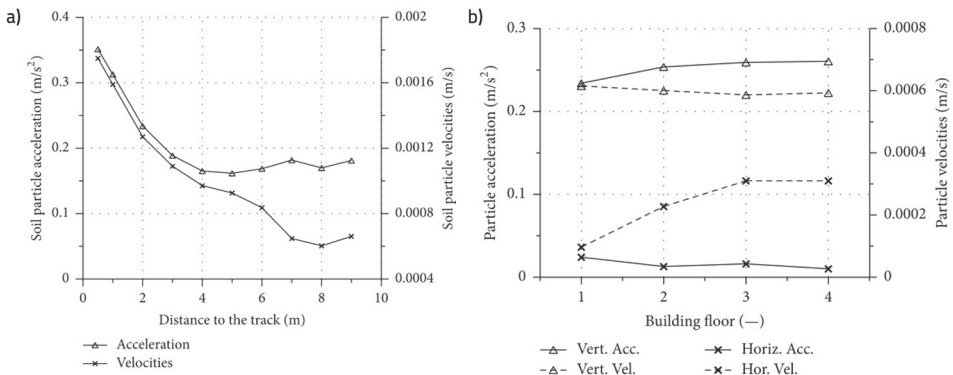 a)
0.4
0.3
0.2
0.1
0
Soil particle acceleration (m/s²)
0.002
0.0016
0.0012
0.0008
0.0004
Soil particle velocities (m/s)
0 2 4 6 8 10
Distance to the track (m)
Acceleration
Velocities
b)
0.3
0.2
0.1
0
Particle acceleration (m/s²)
0.0008
0.0006
0.0004
0.0002
0
Particle velocities (m/s)
1 2 3 4
Building floor (—)
Vert. Acc. Horiz. Acc.
Vert. Vel. Hor. Vel.